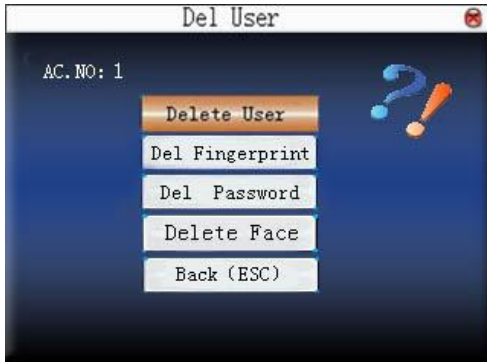 Del User
AC.NO: 1
Delete User
Del Fingerprint
Del Password
Delete Face
Back (ESC)